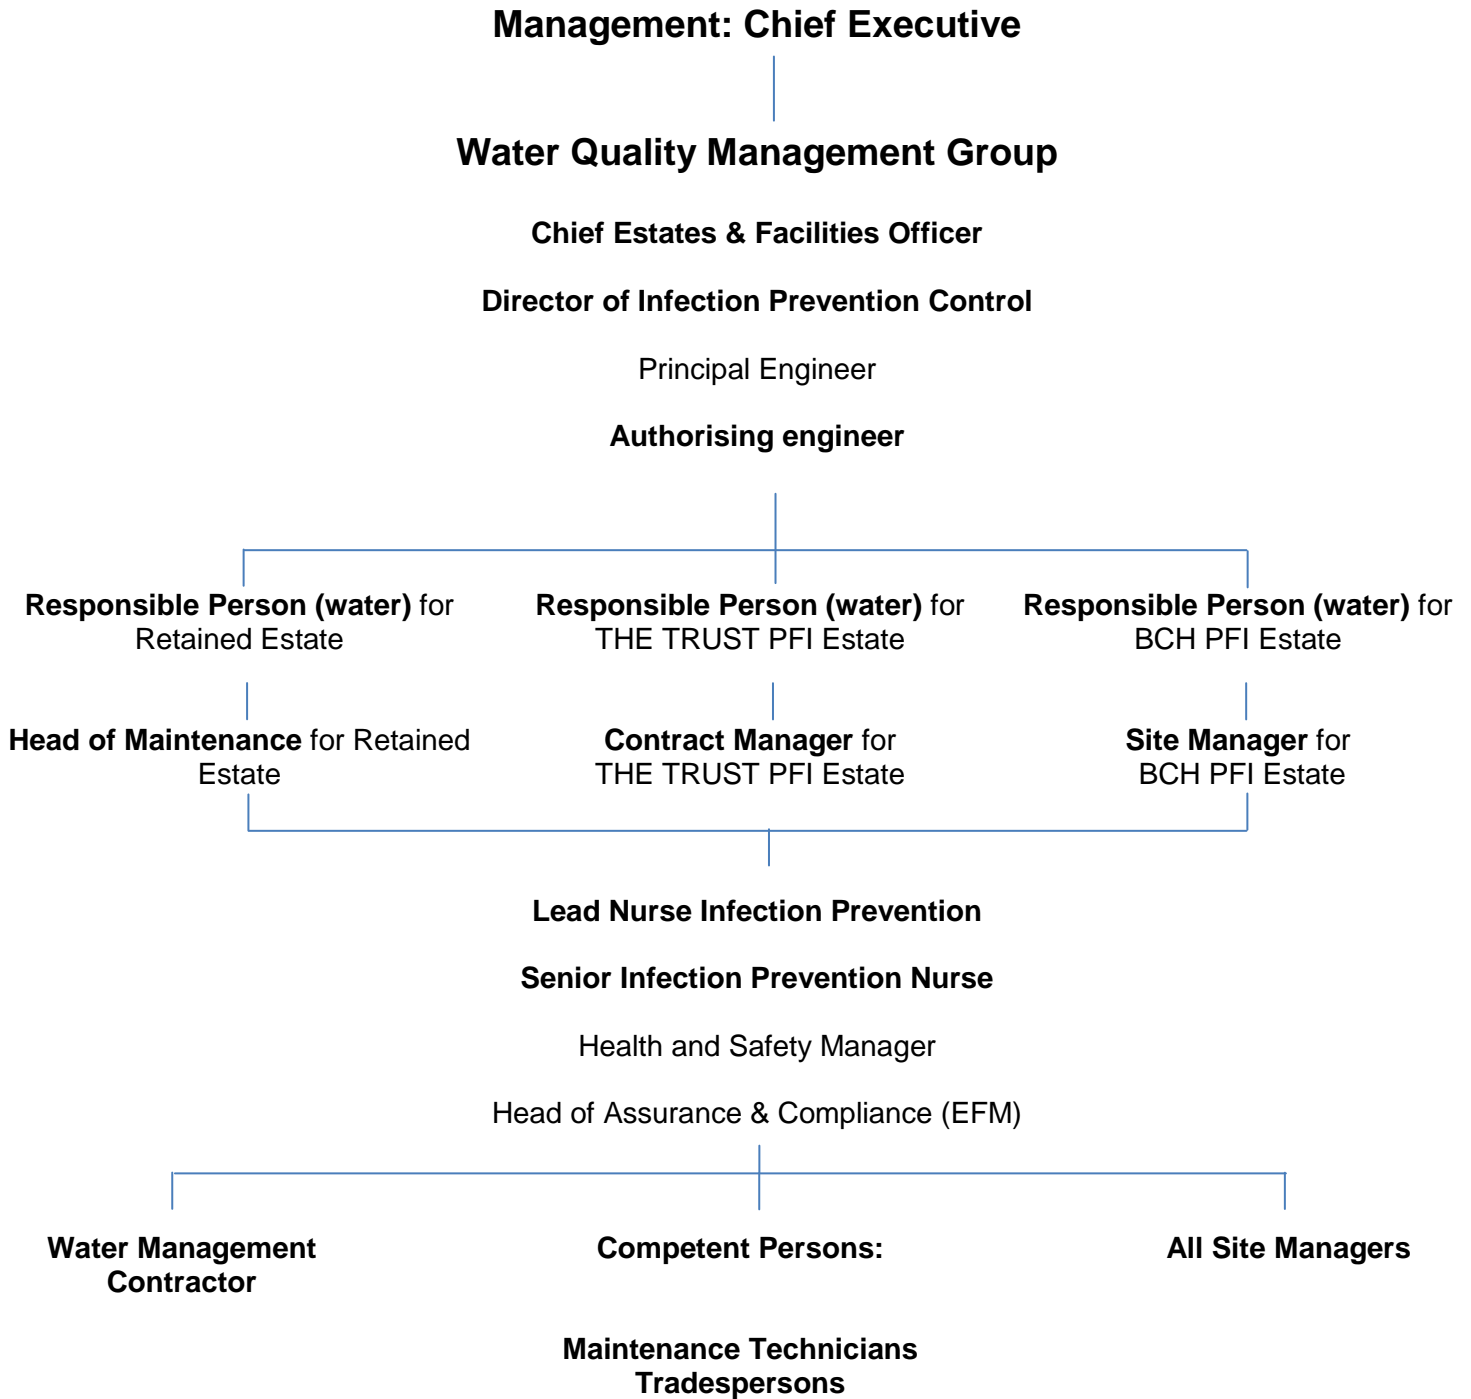 Management: Chief Executive
Water Quality Management Group
Chief Estates & Facilities Officer
Director of Infection Prevention Control
Principal Engineer
Authorising engineer
Responsible Person (water) for
Retained Estate
Responsible Person (water) for
THE TRUST PFI Estate
Responsible Person (water) for
BCH PFI Estate
Head of Maintenance for Retained
Estate
Contract Manager for
THE TRUST PFI Estate
Site Manager for
BCH PFI Estate
Lead Nurse Infection Prevention
Senior Infection Prevention Nurse
Health and Safety Manager
Head of Assurance & Compliance (EFM)
Water Management
Contractor
Competent Persons:
All Site Managers
Maintenance Technicians
Tradespersons